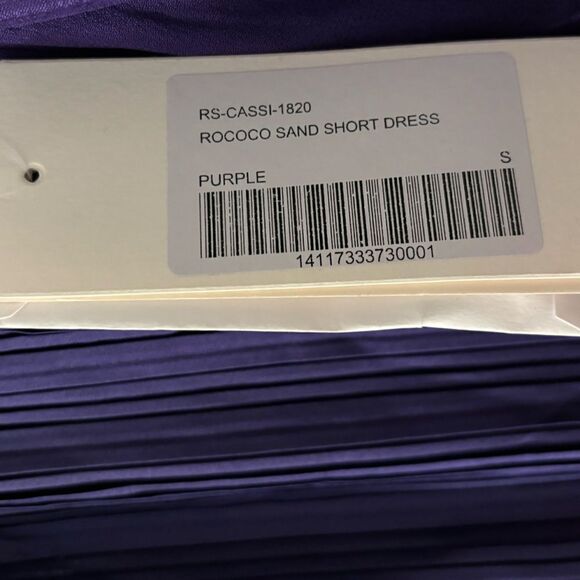 RS-CASSI-1820
ROCOCO SAND SHORT DRESS
PURPLE S
14117333730001